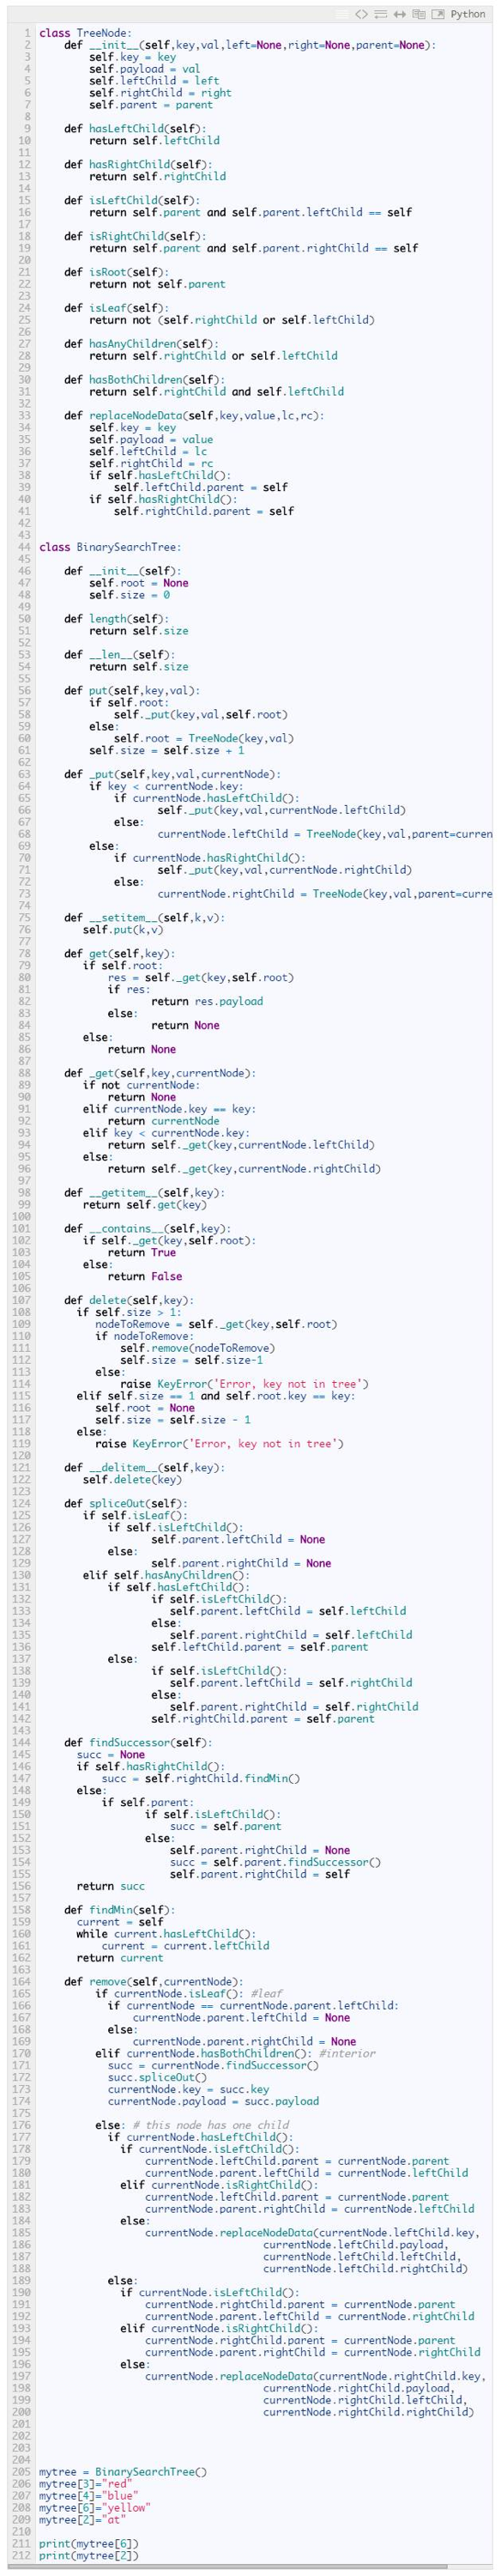 Python
1 class TreeNode:
2     def __init__(self,key,val,left=None,right=None,parent=None):
3         self.key = key
4         self.payload = val
5         self.leftChild = left
6         self.rightChild = right
7         self.parent = parent
8
9     def hasLeftChild(self):
10         return self.leftChild
11
12     def hasRightChild(self):
13         return self.rightChild
14
15     def isLeftChild(self):
16         return self.parent and self.parent.leftChild == self
17
18     def isRightChild(self):
19         return self.parent and self.parent.rightChild == self
20
21     def isRoot(self):
22         return not self.parent
23
24     def isLeaf(self):
25         return not (self.rightChild or self.leftChild)
26
27     def hasAnyChildren(self):
28         return self.rightChild or self.leftChild
29
30     def hasBothChildren(self):
31         return self.rightChild and self.leftChild
32
33     def replaceNodeData(self,key,value,lc,rc):
34         self.key = key
35         self.payload = value
36         self.leftChild = lc
37         self.rightChild = rc
38         if self.hasLeftChild():
39             self.leftChild.parent = self
40         if self.hasRightChild():
41             self.rightChild.parent = self
42
43
44 class BinarySearchTree:
45
46     def __init__(self):
47         self.root = None
48         self.size = 0
49
50     def length(self):
51         return self.size
52
53     def __len__(self):
54         return self.size
55
56     def put(self,key,val):
57         if self.root:
58             self._put(key,val,self.root)
59         else:
60             self.root = TreeNode(key,val)
61         self.size = self.size + 1
62
63     def _put(self,key,val,currentNode):
64         if key < currentNode.key:
65             if currentNode.hasLeftChild():
66                    self._put(key,val,currentNode.leftChild)
67             else:
68                    currentNode.leftChild = TreeNode(key,val,parent=curren
69         else:
70             if currentNode.hasRightChild():
71                    self._put(key,val,currentNode.rightChild)
72             else:
73                    currentNode.rightChild = TreeNode(key,val,parent=curre
74
75     def __setitem__(self,k,v):
76        self.put(k,v)
77
78     def get(self,key):
79        if self.root:
80            res = self._get(key,self.root)
81            if res:
82                   return res.payload
83            else:
84                   return None
85        else:
86            return None
87
88     def _get(self,key,currentNode):
89        if not currentNode:
90            return None
91        elif currentNode.key == key:
92            return currentNode
93        elif key < currentNode.key:
94            return self._get(key,currentNode.leftChild)
95        else:
96            return self._get(key,currentNode.rightChild)
97
98     def __getitem__(self,key):
99        return self.get(key)
100
101     def __contains__(self,key):
102        if self._get(key,self.root):
103            return True
104        else:
105            return False
106
107     def delete(self,key):
108       if self.size > 1:
109          nodeToRemove = self._get(key,self.root)
110          if nodeToRemove:
111              self.remove(nodeToRemove)
112              self.size = self.size-1
113          else:
114              raise KeyError('Error, key not in tree')
115       elif self.size == 1 and self.root.key == key:
116          self.root = None
117          self.size = self.size - 1
118       else:
119          raise KeyError('Error, key not in tree')
120
121     def __delitem__(self,key):
122        self.delete(key)
123
124     def spliceOut(self):
125        if self.isLeaf():
126            if self.isLeftChild():
127                   self.parent.leftChild = None
128            else:
129                   self.parent.rightChild = None
130        elif self.hasAnyChildren():
131            if self.hasLeftChild():
132                   if self.isLeftChild():
133                      self.parent.leftChild = self.leftChild
134                   else:
135                      self.parent.rightChild = self.leftChild
136                   self.leftChild.parent = self.parent
137            else:
138                   if self.isLeftChild():
139                      self.parent.leftChild = self.rightChild
140                   else:
141                      self.parent.rightChild = self.rightChild
142                   self.rightChild.parent = self.parent
143
144     def findSuccessor(self):
145       succ = None
146       if self.hasRightChild():
147           succ = self.rightChild.findMin()
148       else:
149           if self.parent:
150                  if self.isLeftChild():
151                      succ = self.parent
152                  else:
153                      self.parent.rightChild = None
154                      succ = self.parent.findSuccessor()
155                      self.parent.rightChild = self
156       return succ
157
158     def findMin(self):
159       current = self
160       while current.hasLeftChild():
161           current = current.leftChild
162       return current
163
164     def remove(self,currentNode):
165          if currentNode.isLeaf(): #leaf
166            if currentNode == currentNode.parent.leftChild:
167                currentNode.parent.leftChild = None
168            else:
169                currentNode.parent.rightChild = None
170          elif currentNode.hasBothChildren(): #interior
171            succ = currentNode.findSuccessor()
172            succ.spliceOut()
173            currentNode.key = succ.key
174            currentNode.payload = succ.payload
175
176          else: # this node has one child
177            if currentNode.hasLeftChild():
178              if currentNode.isLeftChild():
179                  currentNode.leftChild.parent = currentNode.parent
180                  currentNode.parent.leftChild = currentNode.leftChild
181              elif currentNode.isRightChild():
182                  currentNode.leftChild.parent = currentNode.parent
183                  currentNode.parent.rightChild = currentNode.leftChild
184              else:
185                  currentNode.replaceNodeData(currentNode.leftChild.key,
186                                     currentNode.leftChild.payload,
187                                     currentNode.leftChild.leftChild,
188                                     currentNode.leftChild.rightChild)
189            else:
190              if currentNode.isLeftChild():
191                  currentNode.rightChild.parent = currentNode.parent
192                  currentNode.parent.leftChild = currentNode.rightChild
193              elif currentNode.isRightChild():
194                  currentNode.rightChild.parent = currentNode.parent
195                  currentNode.parent.rightChild = currentNode.rightChild
196              else:
197                  currentNode.replaceNodeData(currentNode.rightChild.key,
198                                     currentNode.rightChild.payload,
199                                     currentNode.rightChild.leftChild,
200                                     currentNode.rightChild.rightChild)
201
202
203
204
205 mytree = BinarySearchTree()
206 mytree[3]="red"
207 mytree[4]="blue"
208 mytree[6]="yellow"
209 mytree[2]="at"
210
211 print(mytree[6])
212 print(mytree[2])